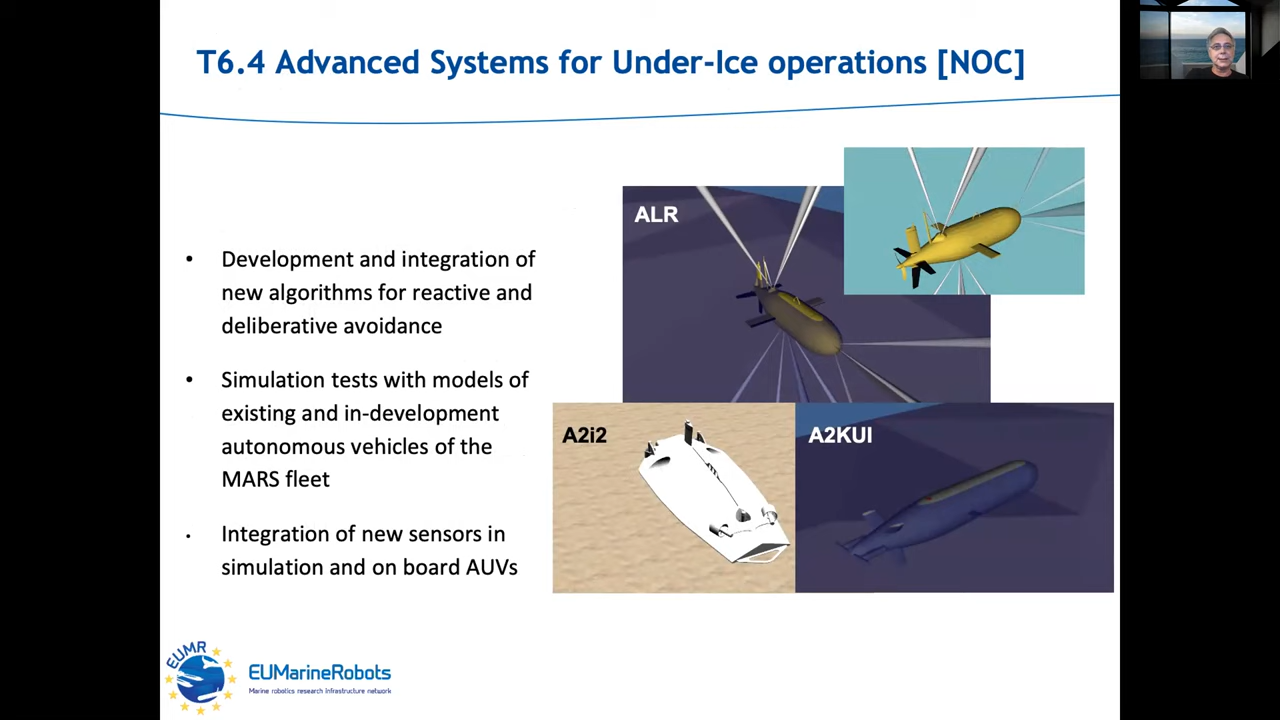 T6.4 Advanced Systems for Under-Ice operations [NOC]
ALR
• Development and integration of
new algorithms for reactive and
deliberative avoidance
• Simulation tests with models of
existing and in-development
autonomous vehicles of the
MARS fleet
• Integration of new sensors in
simulation and on board AUVs
A2i2
A2KUI
EUMR
EUMarineRobots
Marine robotics research infrastructure network